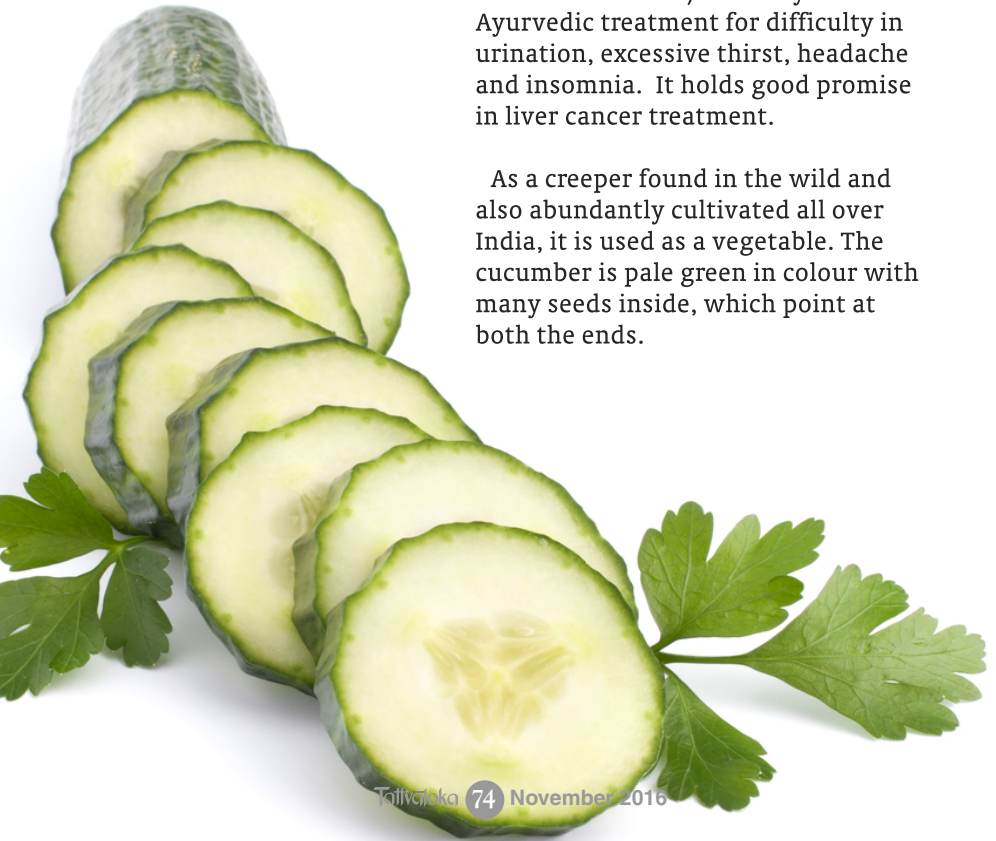 Ayurvedic treatment for difficulty in
urination, excessive thirst, headache
and insomnia.  It holds good promise
in liver cancer treatment.
As a creeper found in the wild and
also abundantly cultivated all over
India, it is used as a vegetable. The
cucumber is pale green in colour with
many seeds inside, which point at
both the ends.
Tattvaloka 74 November 2016